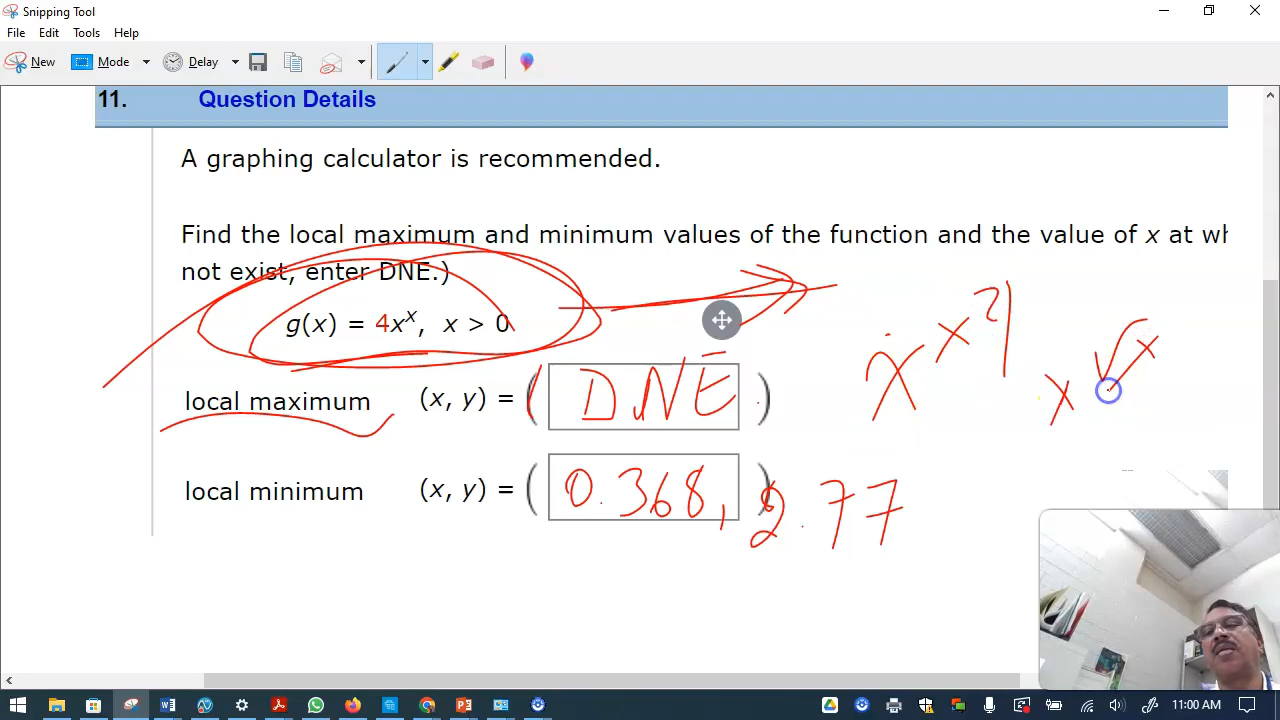 Snipping Tool
File Edit Tools Help
New Mode Delay
11. Question Details
A graphing calculator is recommended.
Find the local maximum and minimum values of the function and the value of x at wh
not exist, enter DNE.)
g(x) = 4xˣ, x > 0
local maximum (x, y) = ( DNE )
local minimum (x, y) = ( 0.368, 2.77 )
x^x^2
x^√x
11:00 AM